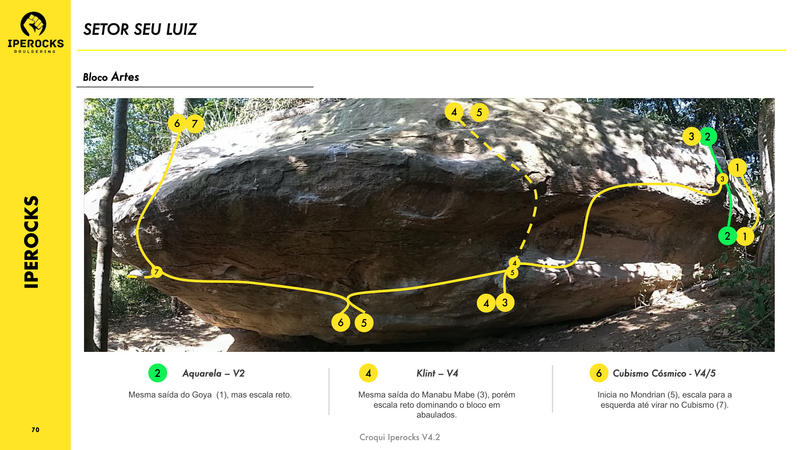 IPEROCKS
BOULDERING
SETOR SEU LUIZ
Bloco Artes
IPEROCKS
6 7
4 5
3 2
1
3
2 1
4
5
7
4 3
6 5
2 Aquarela – V2
Mesma saída do Goya (1), mas escala reto.
4 Klint – V4
Mesma saída do Manabu Mabe (3), porém
escala reto dominando o bloco em
abaulados.
6 Cubismo Cósmico - V4/5
Inicia no Mondrian (5), escala para a
esquerda até virar no Cubismo (7).
70
Croqui Iperocks V4.2